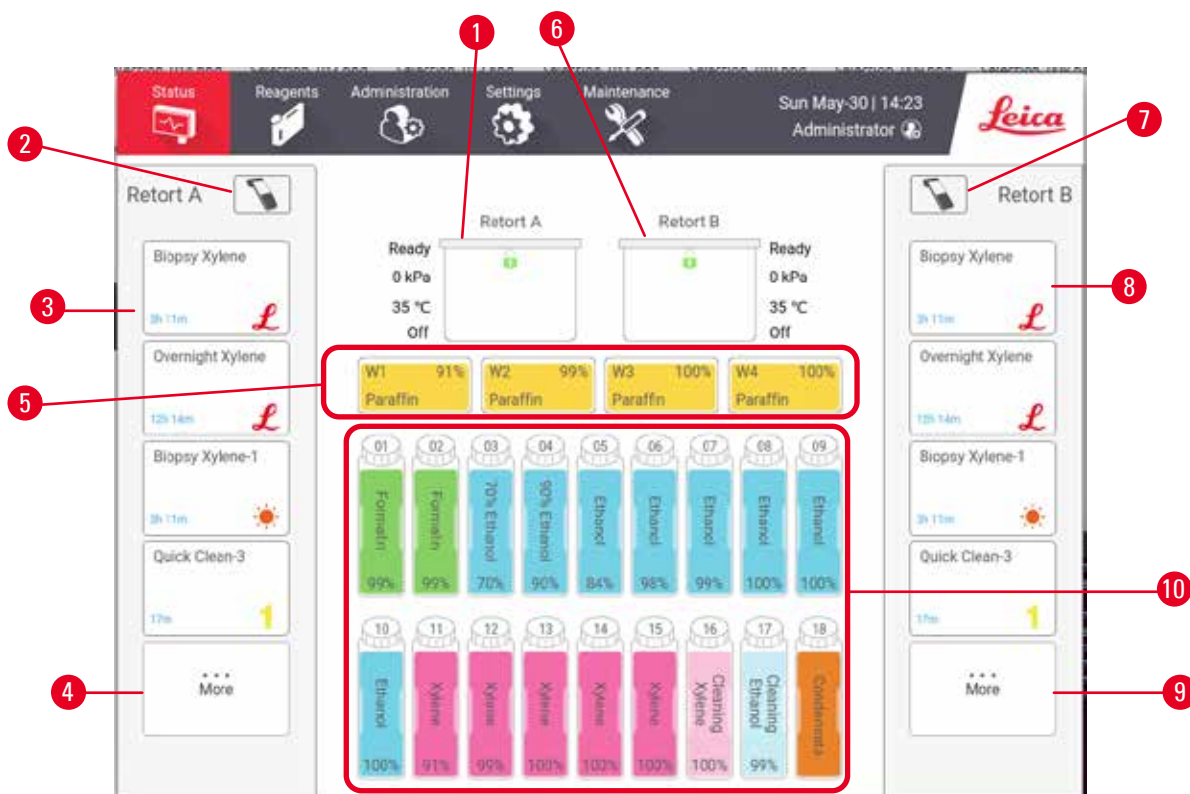 1
6
Status
Reagents
Administration
Settings
Maintenance
Sun May-30 | 14:23
Administrator
Leica
2
7
Retort A
Retort B
Retort A
Retort B
Biopsy Xylene
3h 11m
3
Overnight Xylene
12h 14m
Biopsy Xylene-1
3h 11m
Quick Clean-3
17m
1
4
More
Ready
0 kPa
35 °C
Off
Ready
0 kPa
35 °C
Off
5
W1 91%
Paraffin
W2 99%
Paraffin
W3 100%
Paraffin
W4 100%
Paraffin
01
02
03
04
05
06
07
08
09
Formalin
Formalin
70% Ethanol
90% Ethanol
Ethanol
Ethanol
Ethanol
Ethanol
Ethanol
99%
99%
70%
90%
84%
98%
99%
100%
100%
10
11
12
13
14
15
16
17
18
Ethanol
Xylene
Xylene
Xylene
Xylene
Xylene
Cleaning Xylene
Cleaning Ethanol
Condensate
100%
91%
99%
100%
100%
100%
100%
99%
Biopsy Xylene
3h 11m
8
Overnight Xylene
12h 14m
Biopsy Xylene-1
3h 11m
Quick Clean-3
17m
1
10
More
9